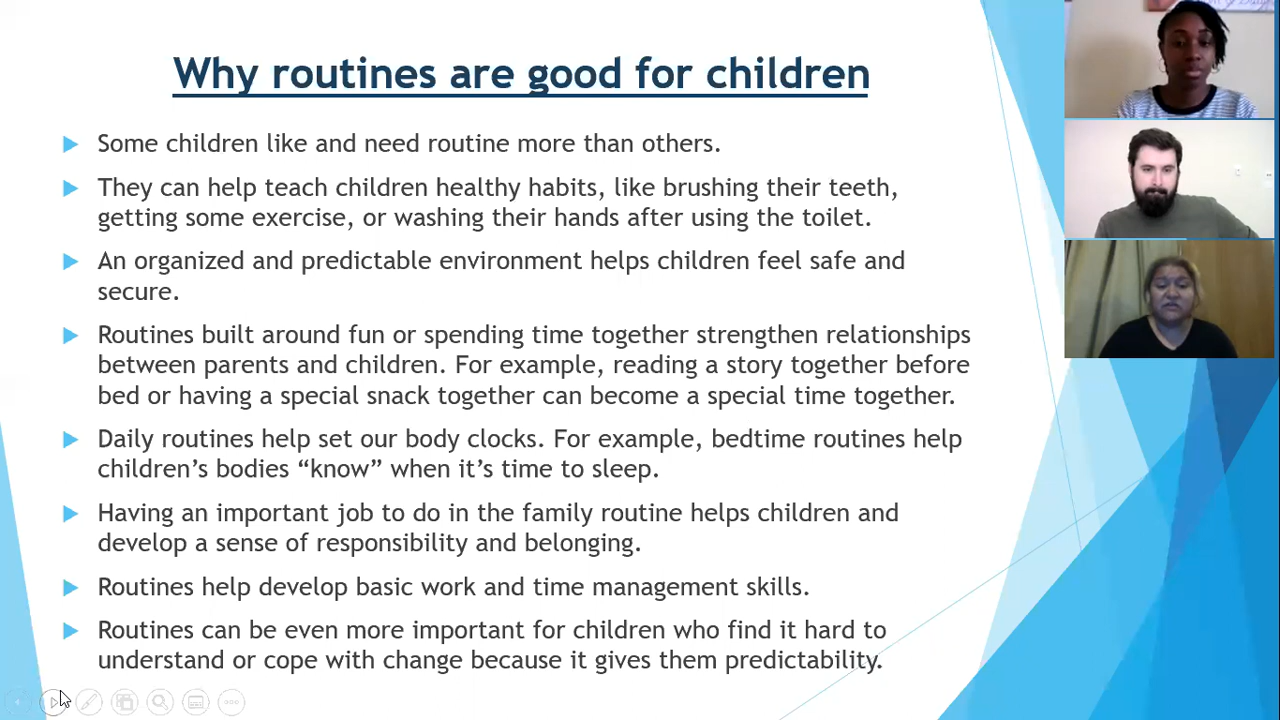 Why routines are good for children
Some children like and need routine more than others.
They can help teach children healthy habits, like brushing their teeth,
getting some exercise, or washing their hands after using the toilet.
An organized and predictable environment helps children feel safe and
secure.
Routines built around fun or spending time together strengthen relationships
between parents and children. For example, reading a story together before
bed or having a special snack together can become a special time together.
Daily routines help set our body clocks. For example, bedtime routines help
children’s bodies “know” when it’s time to sleep.
Having an important job to do in the family routine helps children and
develop a sense of responsibility and belonging.
Routines help develop basic work and time management skills.
Routines can be even more important for children who find it hard to
understand or cope with change because it gives them predictability.